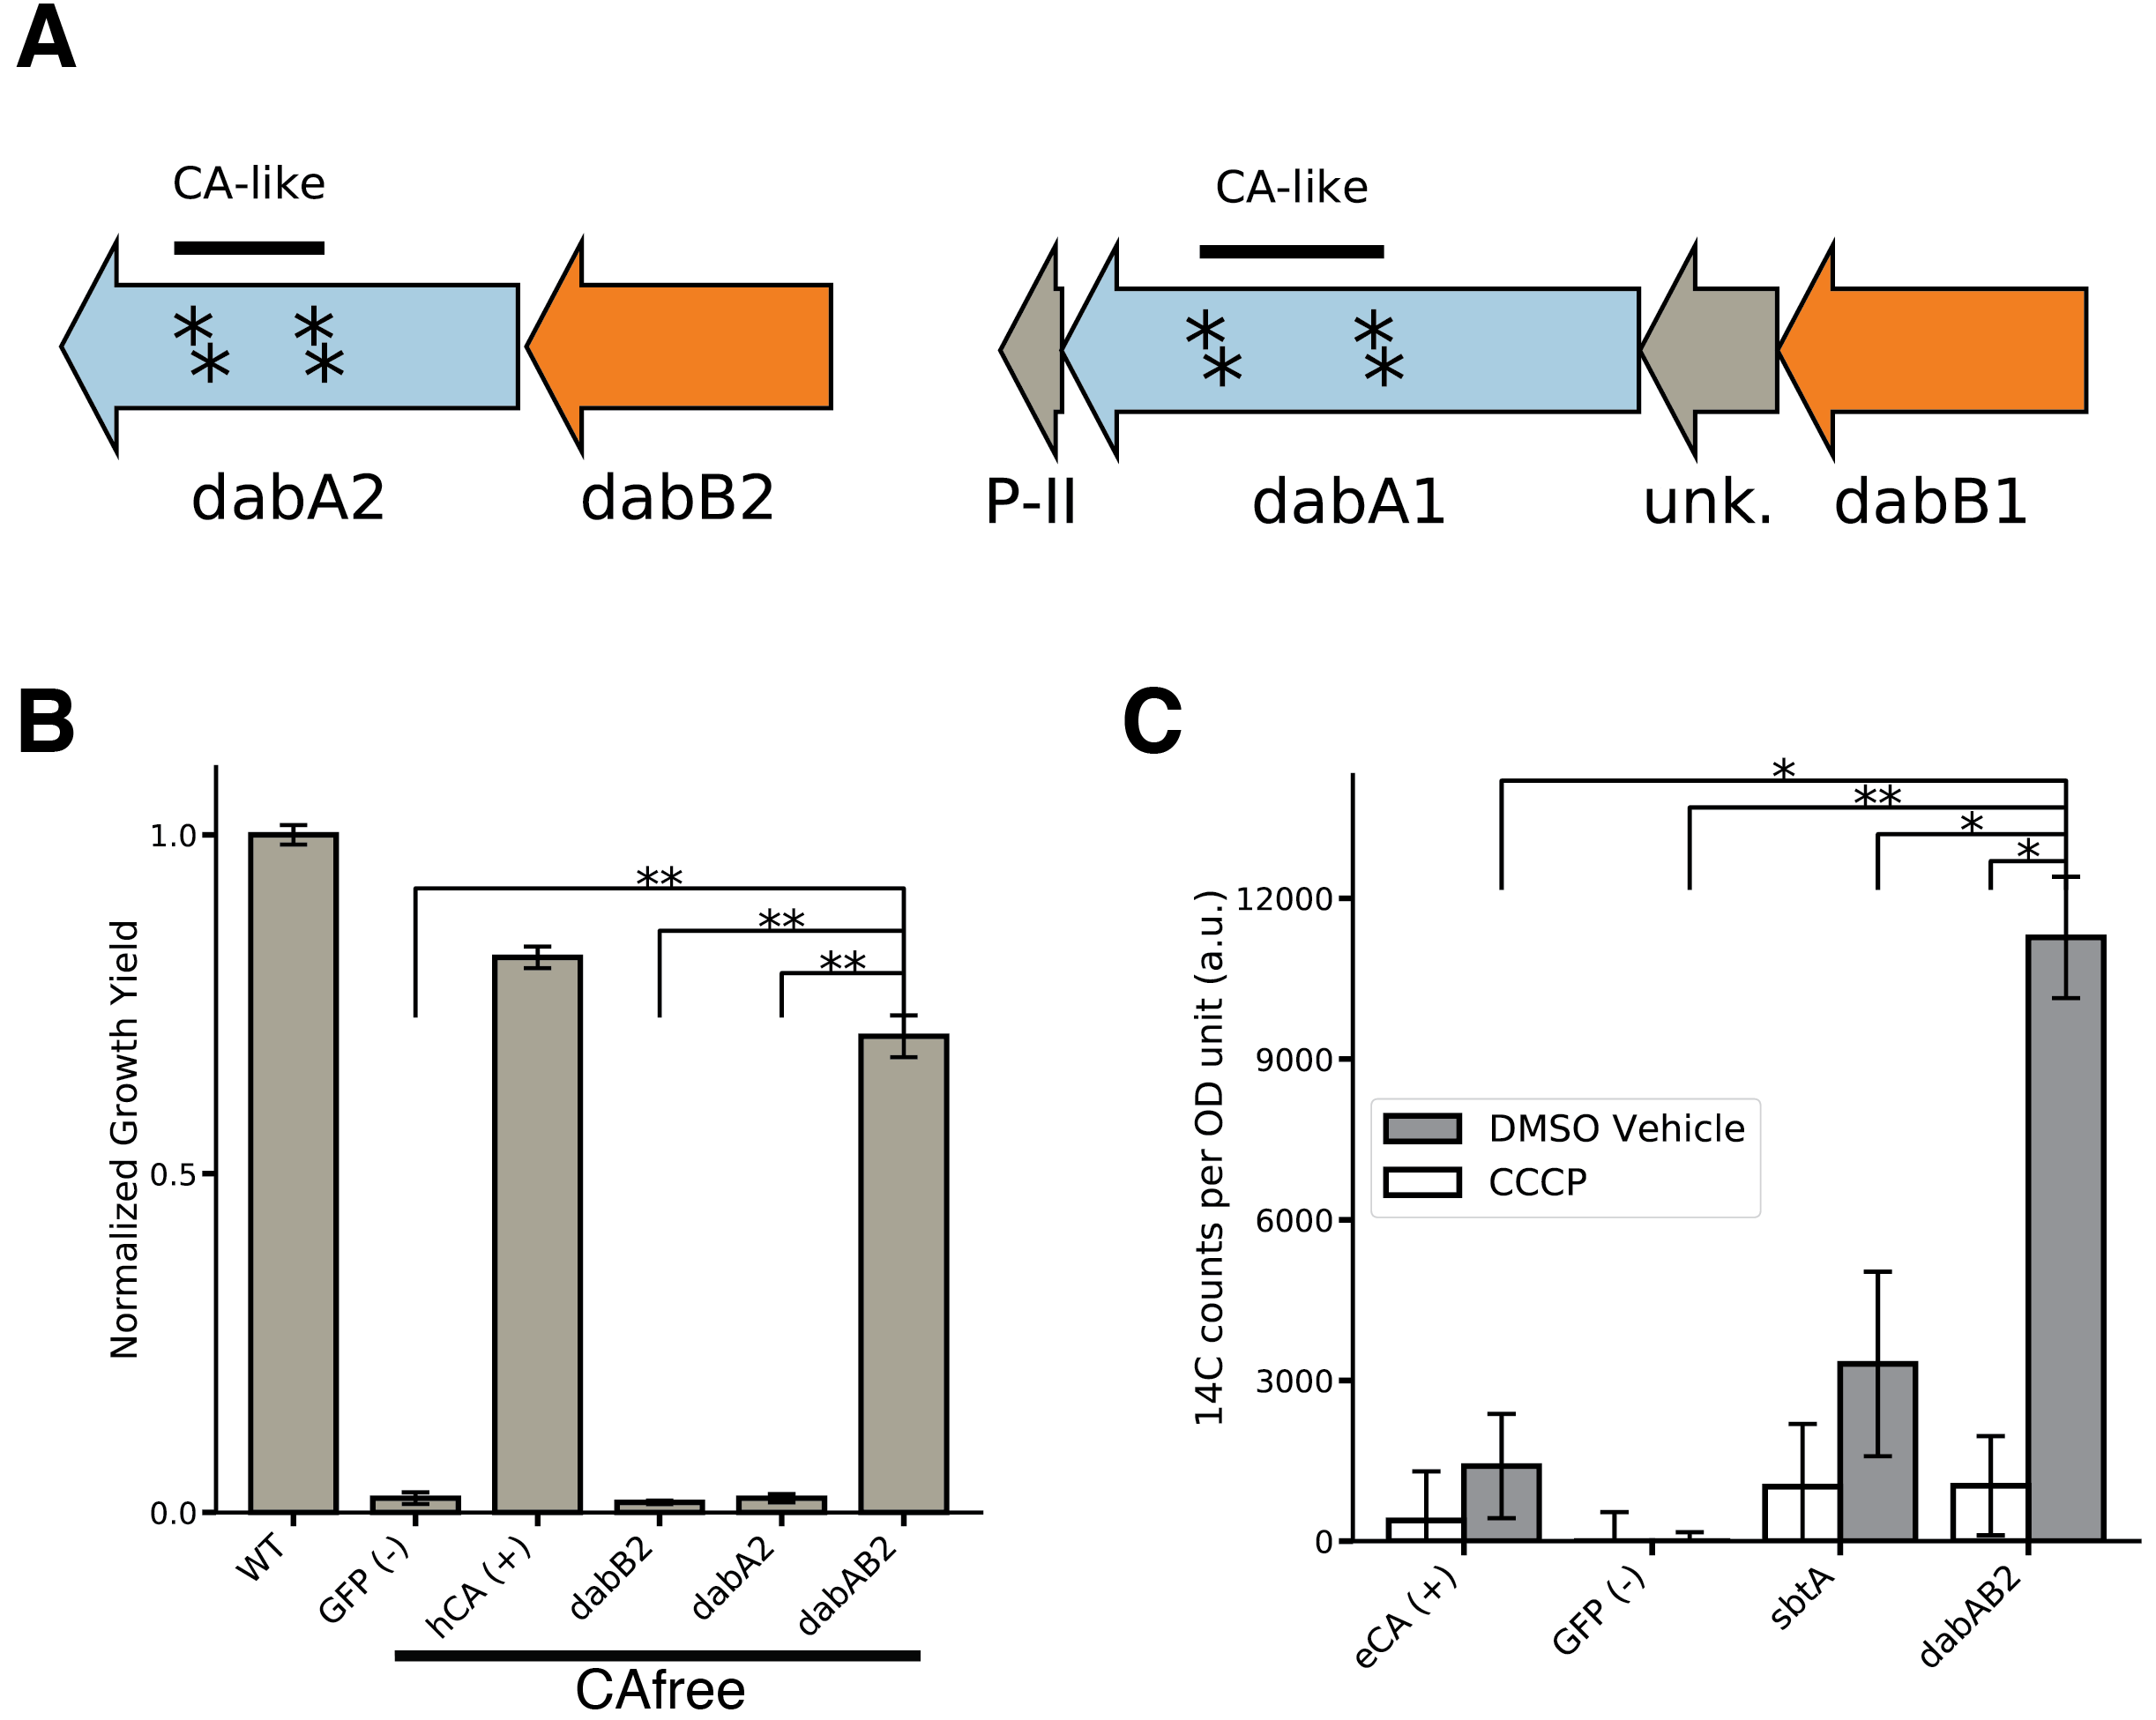 A
CA-like
CA-like
* *
* *
* *
* *
dabA2
dabB2
P-II
dabA1
unk.
dabB1
B
Normalized Growth Yield
1.0
0.5
0.0
**
**
**
WT
GFP (-)
hCA (+)
dabB2
dabA2
dabAB2
CAfree
C
14C counts per OD unit (a.u.)
12000
9000
6000
3000
0
*
**
*
*
DMSO Vehicle
CCCP
eCA (+)
GFP (-)
sbtA
dabAB2